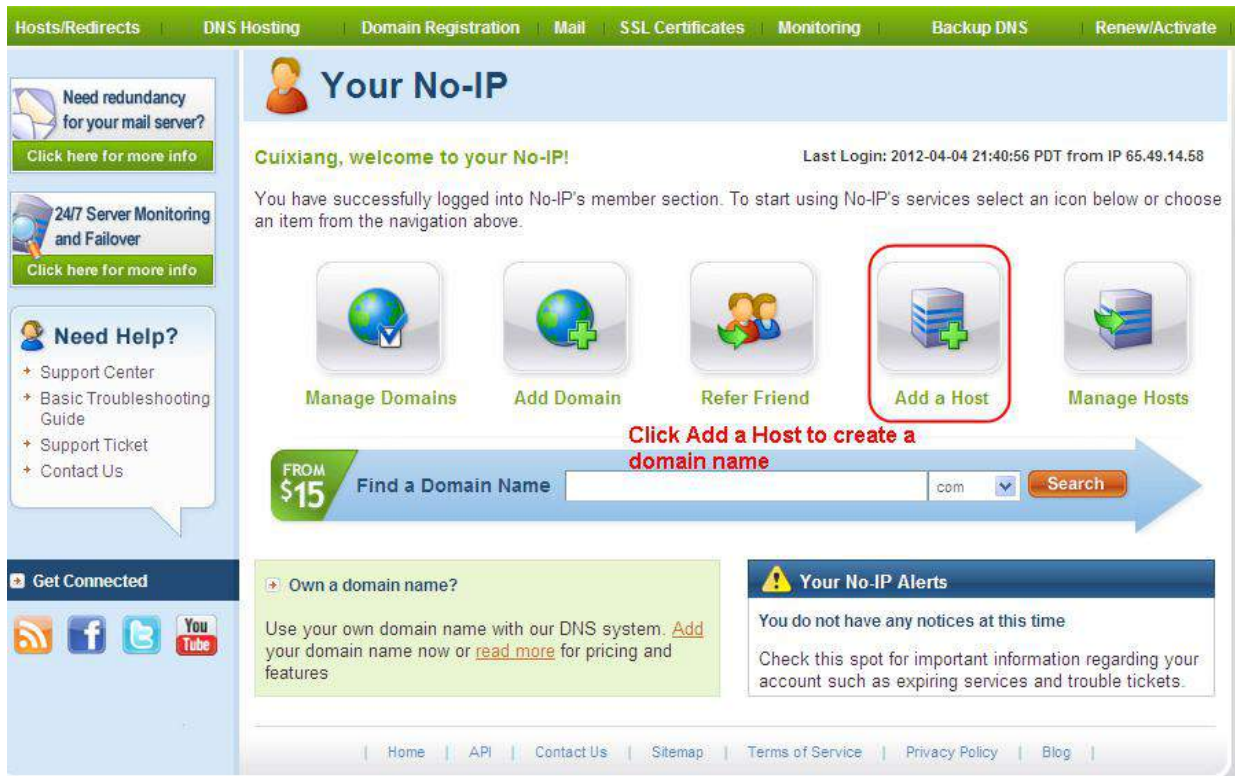 Hosts/Redirects DNS Hosting Domain Registration Mail SSL Certificates Monitoring Backup DNS Renew/Activate
Need redundancy
for your mail server?
Click here for more info
24/7 Server Monitoring
and Failover
Click here for more info
Need Help?
Support Center
Basic Troubleshooting
Guide
Support Ticket
Contact Us
Get Connected
You
Tube
Your No-IP
Cuixiang, welcome to your No-IP! Last Login: 2012-04-04 21:40:56 PDT from IP 65.49.14.58
You have successfully logged into No-IP's member section. To start using No-IP's services select an icon below or choose
an item from the navigation above.
Manage Domains Add Domain Refer Friend Add a Host Manage Hosts
Click Add a Host to create a
domain name
FROM
$15
Find a Domain Name com Search
Own a domain name?
Use your own domain name with our DNS system. Add
your domain name now or read more for pricing and
features
Your No-IP Alerts
You do not have any notices at this time
Check this spot for important information regarding your
account such as expiring services and trouble tickets.
| Home | API | Contact Us | Sitemap | Terms of Service | Privacy Policy | Blog |